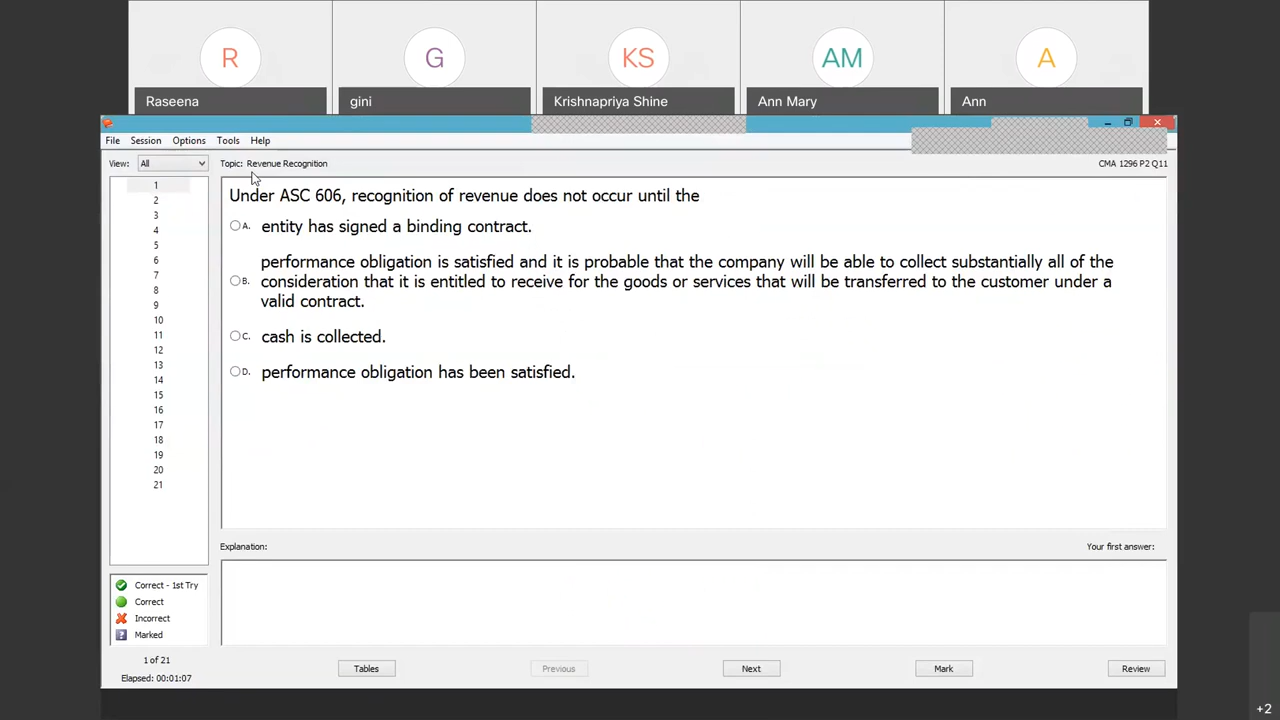 R
G
KS
AM
A
Raseena
gini
Krishnapriya Shine
Ann Mary
Ann
File Session Options Tools Help
View: All
Topic: Revenue Recognition
CMA 1296 P2 Q11
1
2
3
4
5
6
7
8
9
10
11
12
13
14
15
16
17
18
19
20
21
Under ASC 606, recognition of revenue does not occur until the
A. entity has signed a binding contract.
B. performance obligation is satisfied and it is probable that the company will be able to collect substantially all of the
consideration that it is entitled to receive for the goods or services that will be transferred to the customer under a
valid contract.
C. cash is collected.
D. performance obligation has been satisfied.
Explanation:
Your first answer:
Correct - 1st Try
Correct
Incorrect
? Marked
1 of 21
Elapsed: 00:01:07
Tables
Previous
Next
Mark
Review
+2